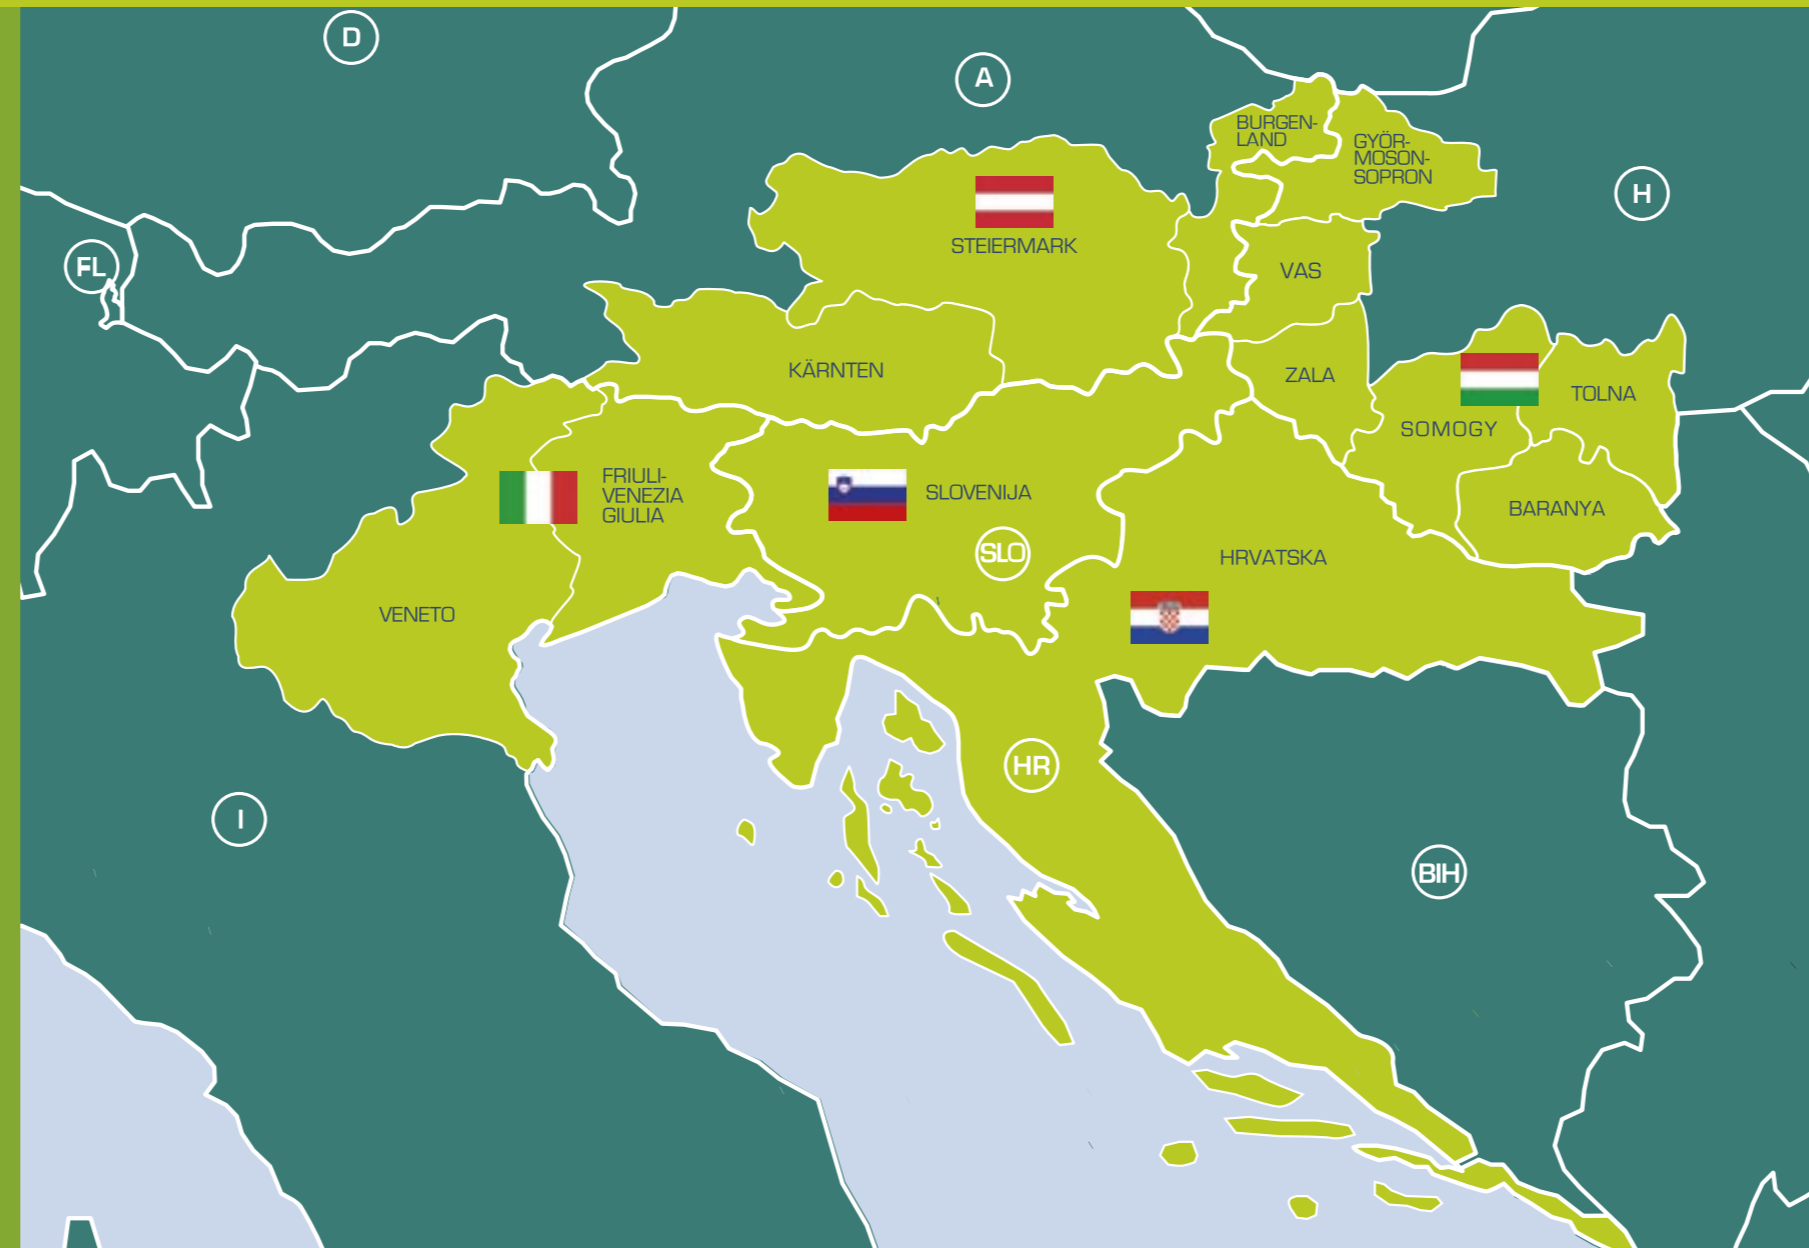 D
A
BURGEN-
LAND
GYÖR-
MOSON-
SOPRON
H
STEIERMARK
FL
VAS
KÄRNTEN
ZALA
TOLNA
SOMOGY
FRIULI-
VENEZIA
GIULIA
SLOVENIJA
BARANYA
SLO
HRVATSKA
VENETO
HR
I
BIH